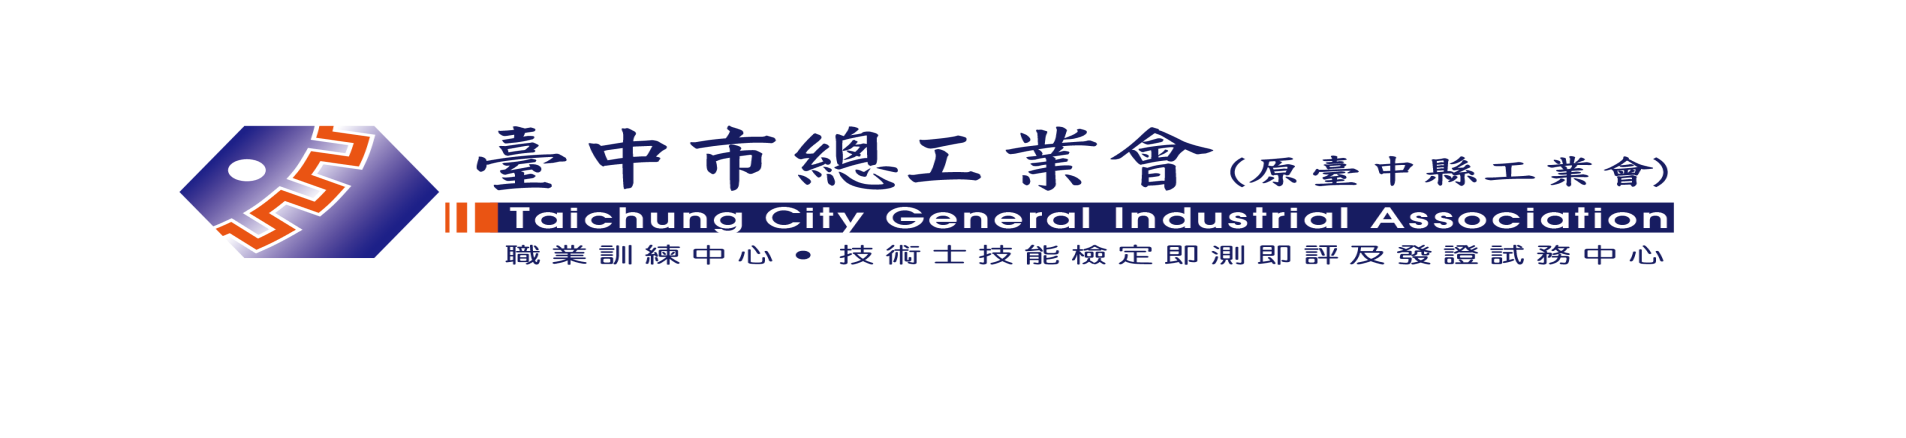 臺中市總工業會(原臺中縣工業會)
Taichung City General Industrial Association
職業訓練中心•技術士技能檢定即測即評及發證試務中心